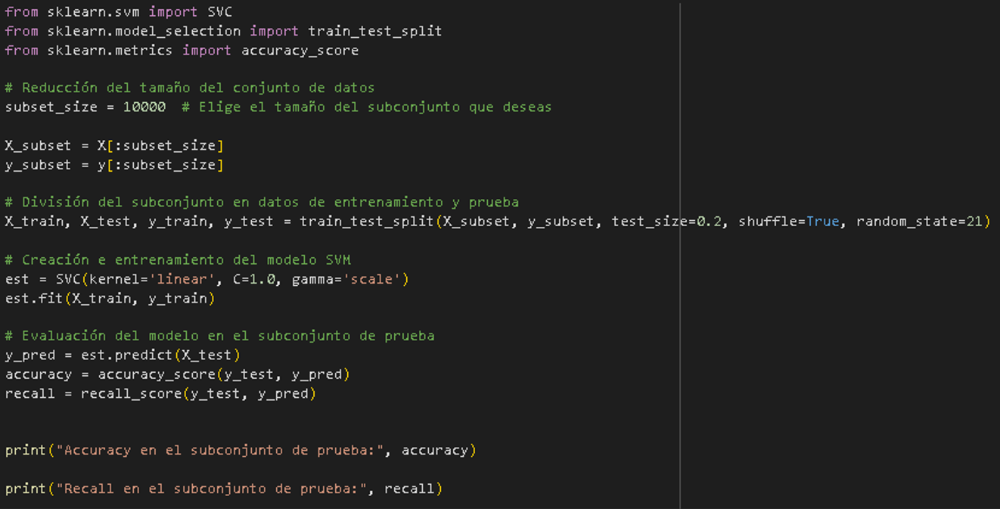 from sklearn.svm import SVC
from sklearn.model_selection import train_test_split
from sklearn.metrics import accuracy_score
# Reducción del tamaño del conjunto de datos
subset_size = 10000  # Elige el tamaño del subconjunto que deseas
X_subset = X[:subset_size]
y_subset = y[:subset_size]
# División del subconjunto en datos de entrenamiento y prueba
X_train, X_test, y_train, y_test = train_test_split(X_subset, y_subset, test_size=0.2, shuffle=True, random_state=21)
# Creación e entrenamiento del modelo SVM
est = SVC(kernel='linear', C=1.0, gamma='scale')
est.fit(X_train, y_train)
# Evaluación del modelo en el subconjunto de prueba
y_pred = est.predict(X_test)
accuracy = accuracy_score(y_test, y_pred)
recall = recall_score(y_test, y_pred)
print("Accuracy en el subconjunto de prueba:", accuracy)
print("Recall en el subconjunto de prueba:", recall)